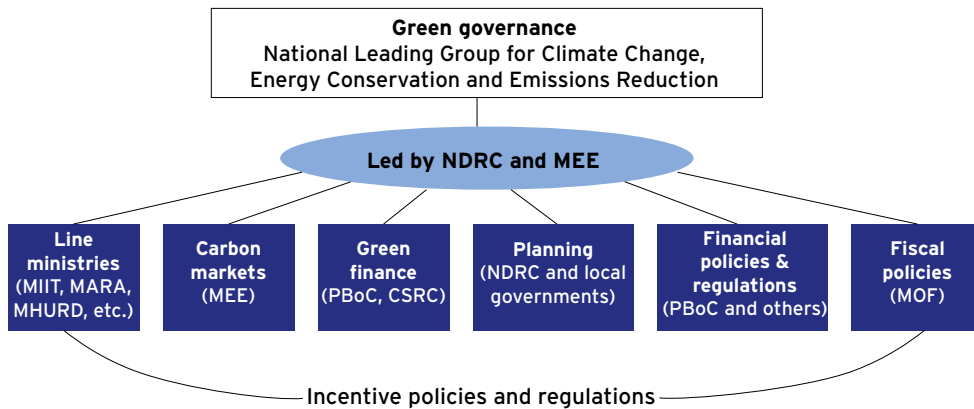 Green governance
National Leading Group for Climate Change,
Energy Conservation and Emissions Reduction
Led by NDRC and MEE
Line
ministries
(MIIT, MARA,
MHURD, etc.)
Carbon
markets
(MEE)
Green
finance
(PBoC, CSRC)
Planning
(NDRC and local
governments)
Financial
policies &
regulations
(PBoC and others)
Fiscal
policies
(MOF)
Incentive policies and regulations